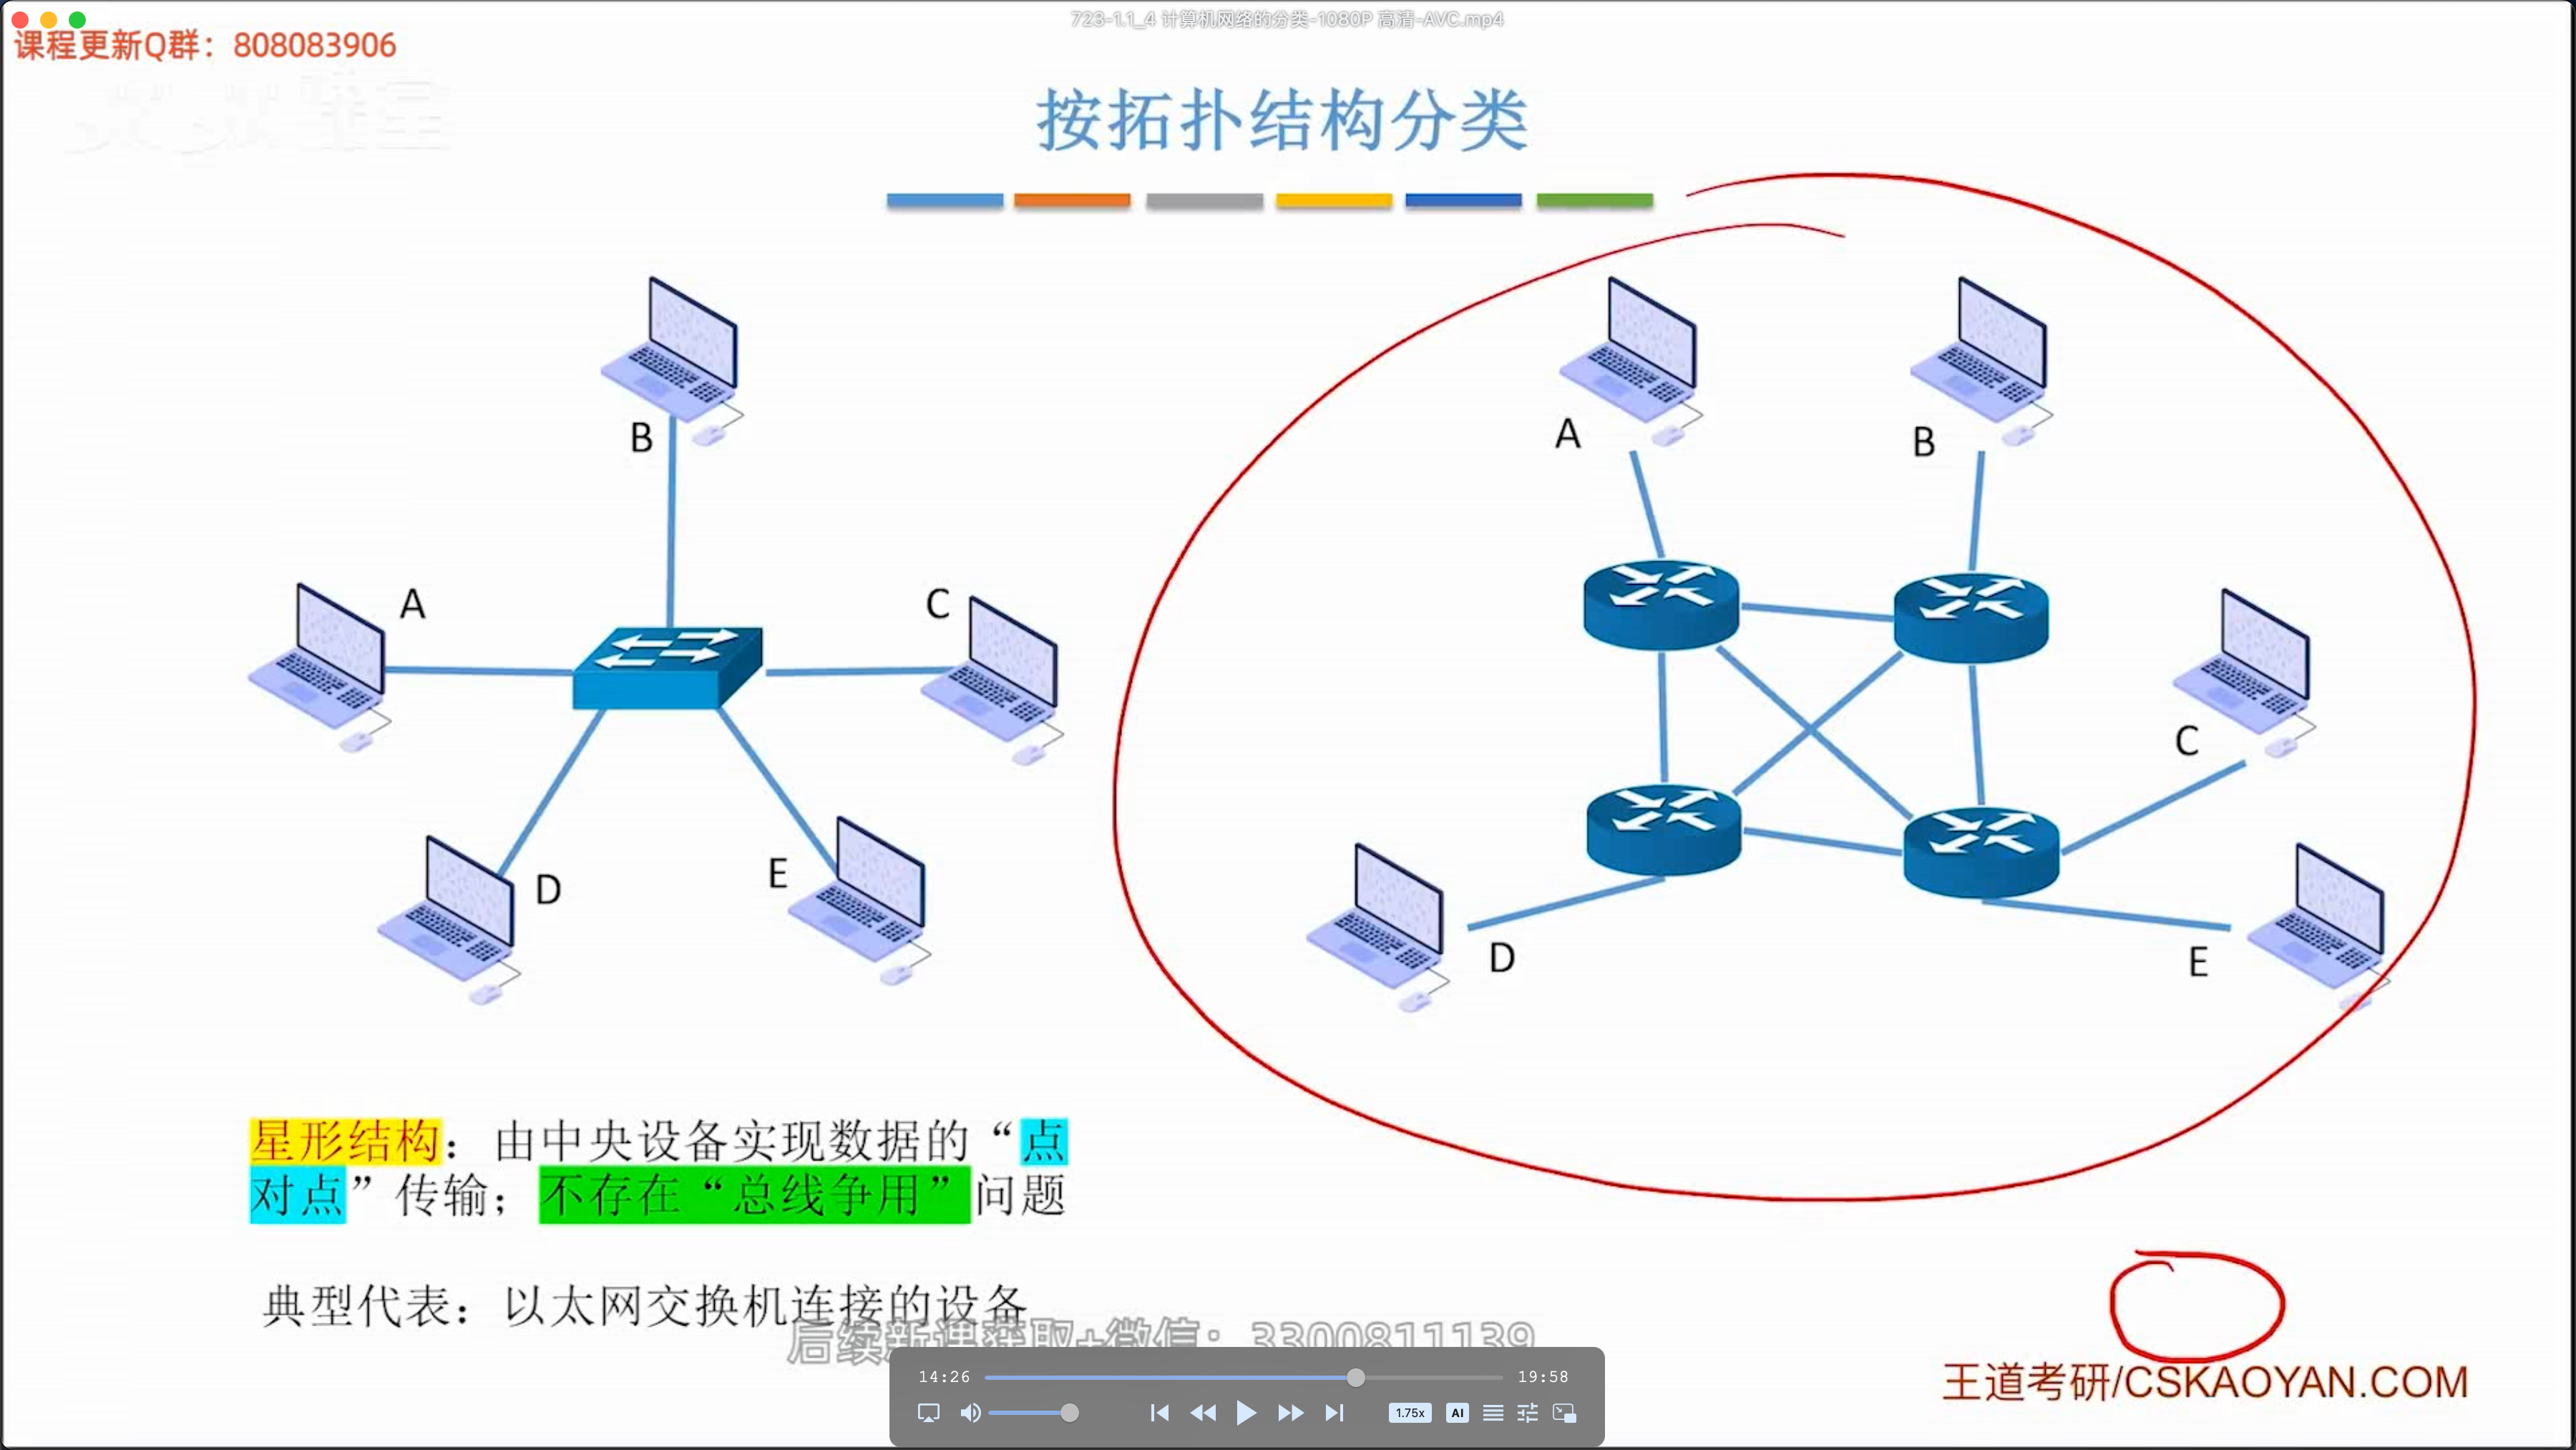 723-1.1_4 计算机网络的分类-1080P 高清-AVC.mp4
课程更新Q群：808083906
按拓扑结构分类
B
A
C
D
E
A
B
C
D
E
星形结构：由中央设备实现数据的“点
对点”传输；不存在“总线争用”问题
典型代表：以太网交换机连接的设备
后续新课获取+微信：3300811139
14:26
19:58
1.75x
AI
王道考研/CSKAOYAN.COM